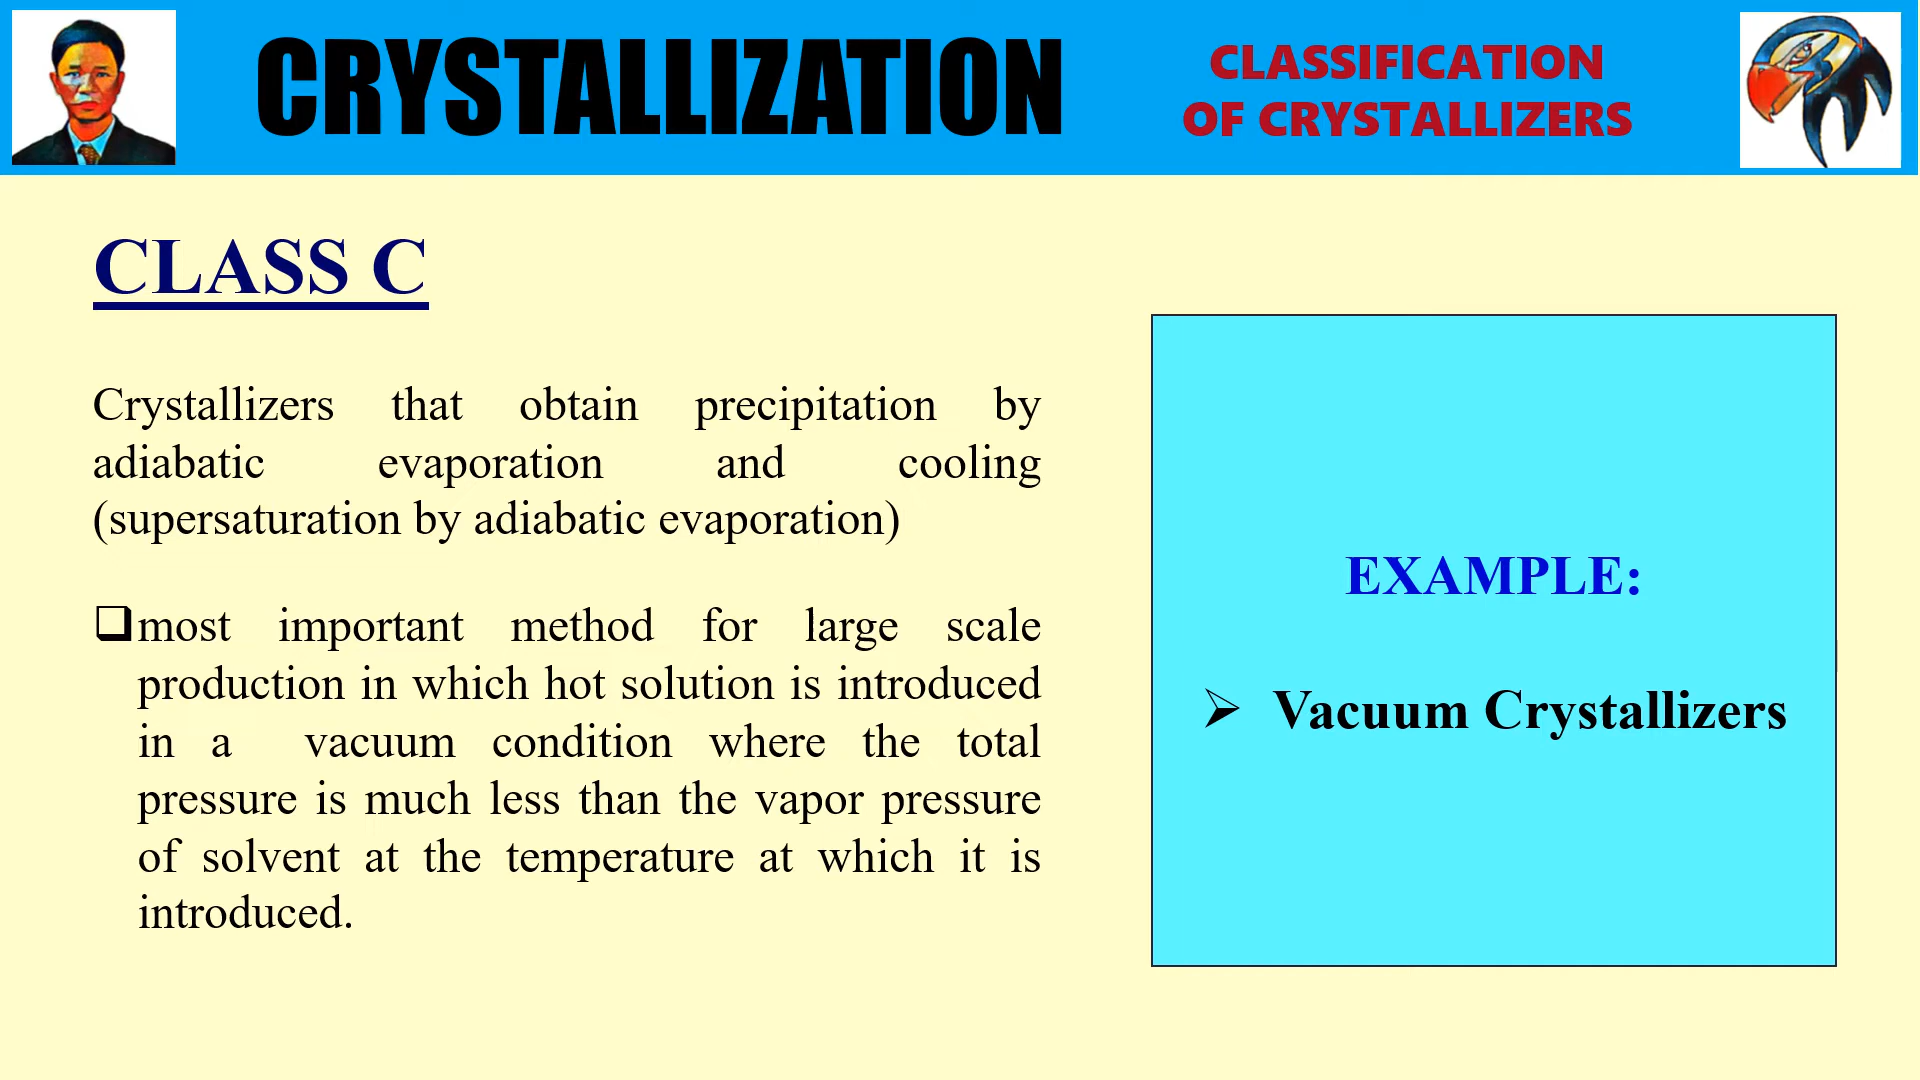 CRYSTALLIZATION
CLASSIFICATION
OF CRYSTALLIZERS
CLASS C
Crystallizers that obtain precipitation by
adiabatic evaporation and cooling
(supersaturation by adiabatic evaporation)
❑most important method for large scale
production in which hot solution is introduced
in a vacuum condition where the total
pressure is much less than the vapor pressure
of solvent at the temperature at which it is
introduced.
EXAMPLE:
➢ Vacuum Crystallizers